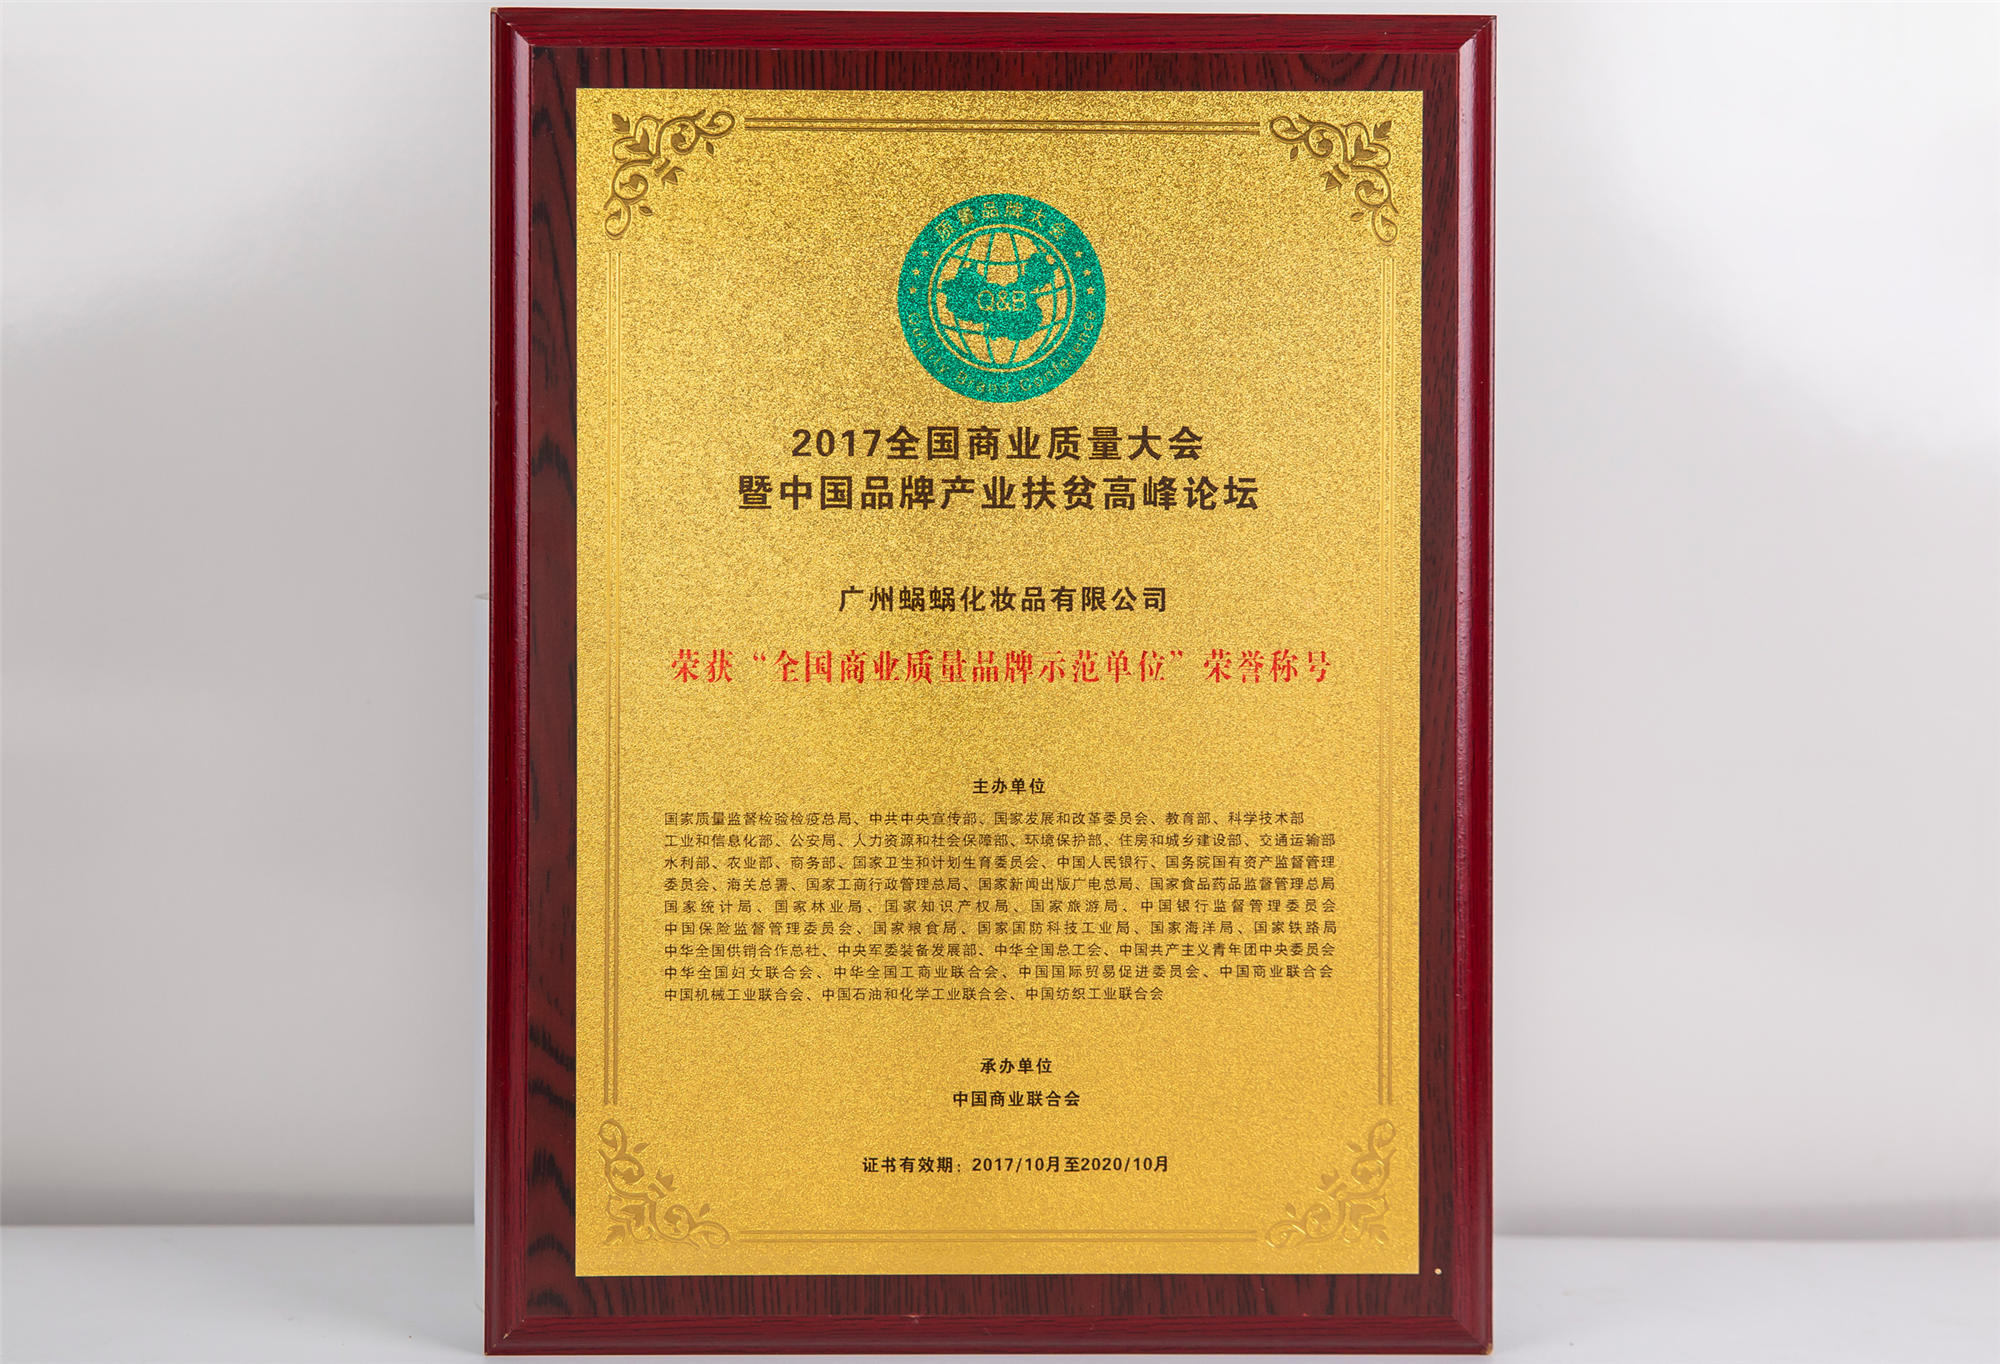 质量品牌大会
Q&B
Quality Brand Conference
2017全国商业质量大会
暨中国品牌产业扶贫高峰论坛
广州蜗蜗化妆品有限公司
荣获“全国商业质量品牌示范单位”荣誉称号
主办单位
国家质量监督检验检疫总局、中共中央宣传部、国家发展和改革委员会、教育部、科学技术部
工业和信息化部、公安局、人力资源和社会保障部、环境保护部、住房和城乡建设部、交通运输部
水利部、农业部、商务部、国家卫生和计划生育委员会、中国人民银行、国务院国有资产监督管理
委员会、海关总署、国家工商行政管理总局、国家新闻出版广电总局、国家食品药品监督管理总局
国家统计局、国家林业局、国家知识产权局、国家旅游局、中国银行监督管理委员会
中国保险监督管理委员会、国家粮食局、国家国防科技工业局、国家海洋局、国家铁路局
中华全国供销合作总社、中央军委装备发展部、中华全国总工会、中国共产主义青年团中央委员会
中华全国妇女联合会、中华全国工商业联合会、中国国际贸易促进委员会、中国商业联合会
中国机械工业联合会、中国石油和化学工业联合会、中国纺织工业联合会
承办单位
中国商业联合会
证书有效期：2017/10月至2020/10月